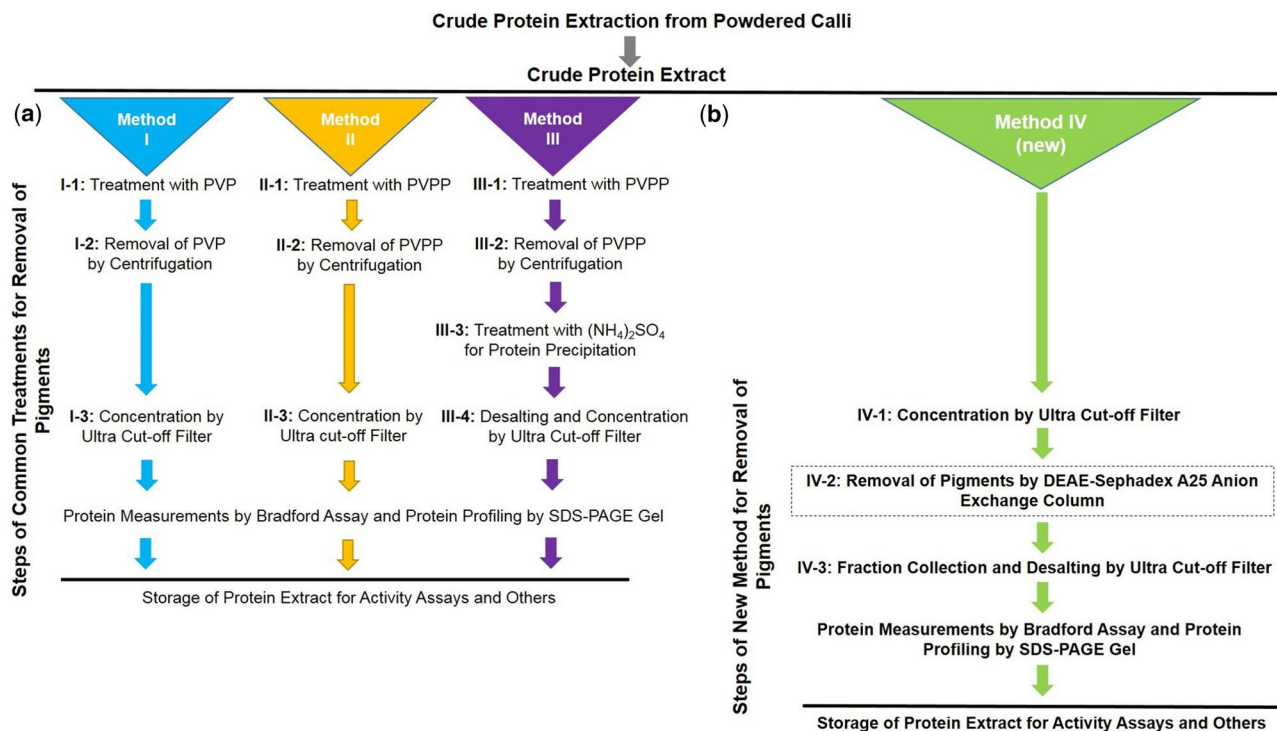 Crude Protein Extraction from Powdered Calli
Crude Protein Extract
(a)
Steps of Common Treatments for Removal of
Pigments
Method
I
I-1: Treatment with PVP
I-2: Removal of PVP
by Centrifugation
I-3: Concentration by
Ultra Cut-off Filter
Method
II
II-1: Treatment with PVPP
II-2: Removal of PVPP
by Centrifugation
II-3: Concentration by
Ultra cut-off Filter
Method
III
III-1: Treatment with PVPP
III-2: Removal of PVPP
by Centrifugation
III-3: Treatment with (NH₄)₂SO₄
for Protein Precipitation
III-4: Desalting and Concentration
by Ultra Cut-off Filter
Protein Measurements by Bradford Assay and Protein Profiling by SDS-PAGE Gel
Storage of Protein Extract for Activity Assays and Others
(b)
Steps of New Method for Removal of
Pigments
Method IV
(new)
IV-1: Concentration by Ultra Cut-off Filter
IV-2: Removal of Pigments by DEAE-Sephadex A25 Anion
Exchange Column
IV-3: Fraction Collection and Desalting by Ultra Cut-off Filter
Protein Measurements by Bradford Assay and Protein
Profiling by SDS-PAGE Gel
Storage of Protein Extract for Activity Assays and Others